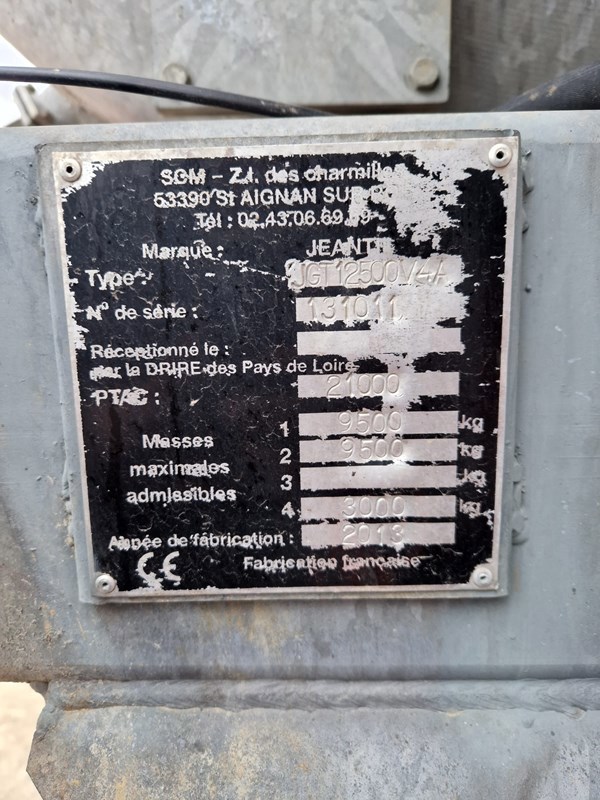 SCM - Z.I. des charmilles
53390 St AIGNAN SUR
Tél : 02.43.06.69.69
Marque : JEANTIL
Type : JGT12500V4A
N° de série : 131011
Réceptionné le :
par la DRIRE des Pays de Loire
PTAC : 21000
1 9500 kg
Masses 2 9500 kg
maximales 3 kg
admissibles 4 3000 kg
Année de fabrication : 2013
CE Fabrication française